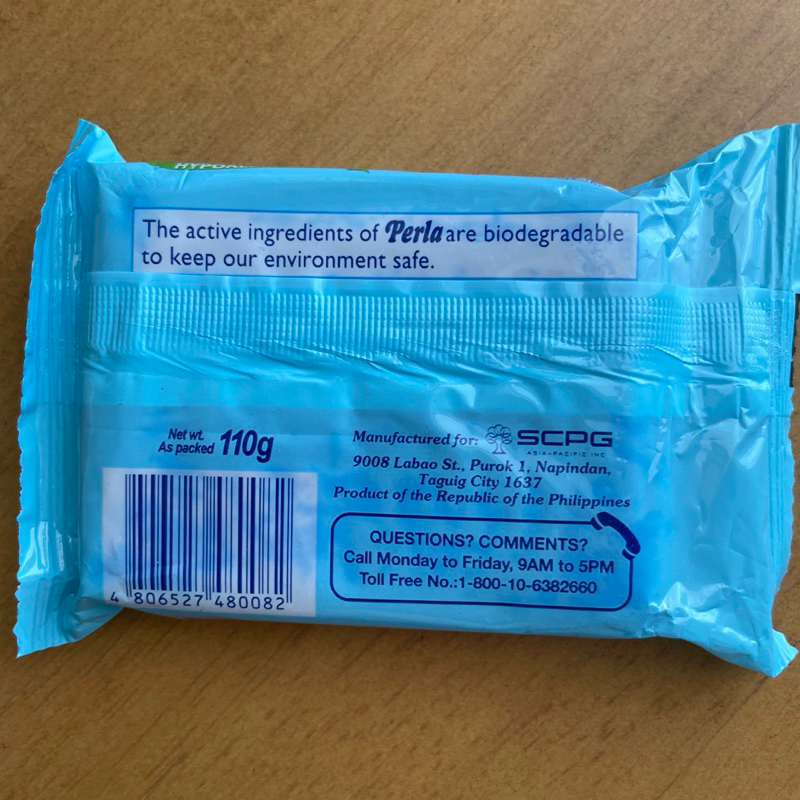 The active ingredients of Perla are biodegradable
to keep our environment safe.
Net wt.
As packed 110g
Manufactured for: SCPG
ASIA-PACIFIC INC
9008 Labao St., Purok 1, Napindan,
Taguig City 1637
Product of the Republic of the Philippines
QUESTIONS? COMMENTS?
Call Monday to Friday, 9AM to 5PM
Toll Free No.:1-800-10-6382660
4 806527 480082